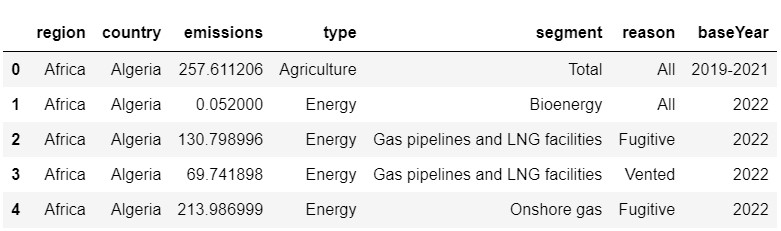 region country emissions type segment reason baseYear
0 Africa Algeria 257.611206 Agriculture Total All 2019-2021
1 Africa Algeria 0.052000 Energy Bioenergy All 2022
2 Africa Algeria 130.798996 Energy Gas pipelines and LNG facilities Fugitive 2022
3 Africa Algeria 69.741898 Energy Gas pipelines and LNG facilities Vented 2022
4 Africa Algeria 213.986999 Energy Onshore gas Fugitive 2022